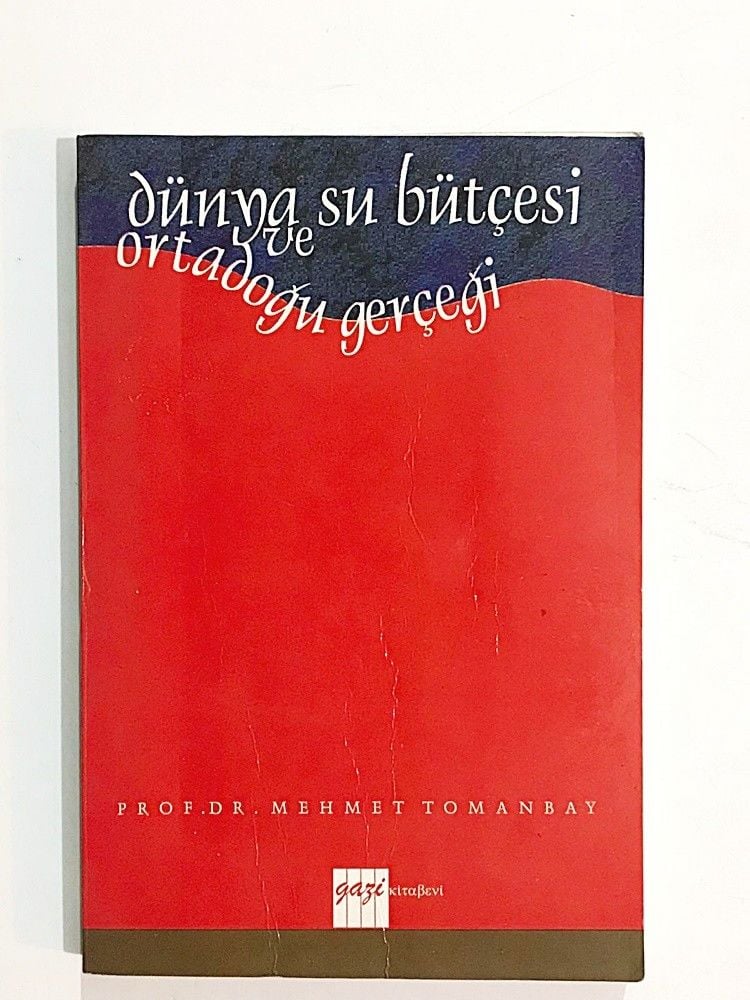 dünya su bütçesi
ve
ortadoğu gerçeği
PROF.DR. MEHMET TOMANBAY
gazi kitabevi